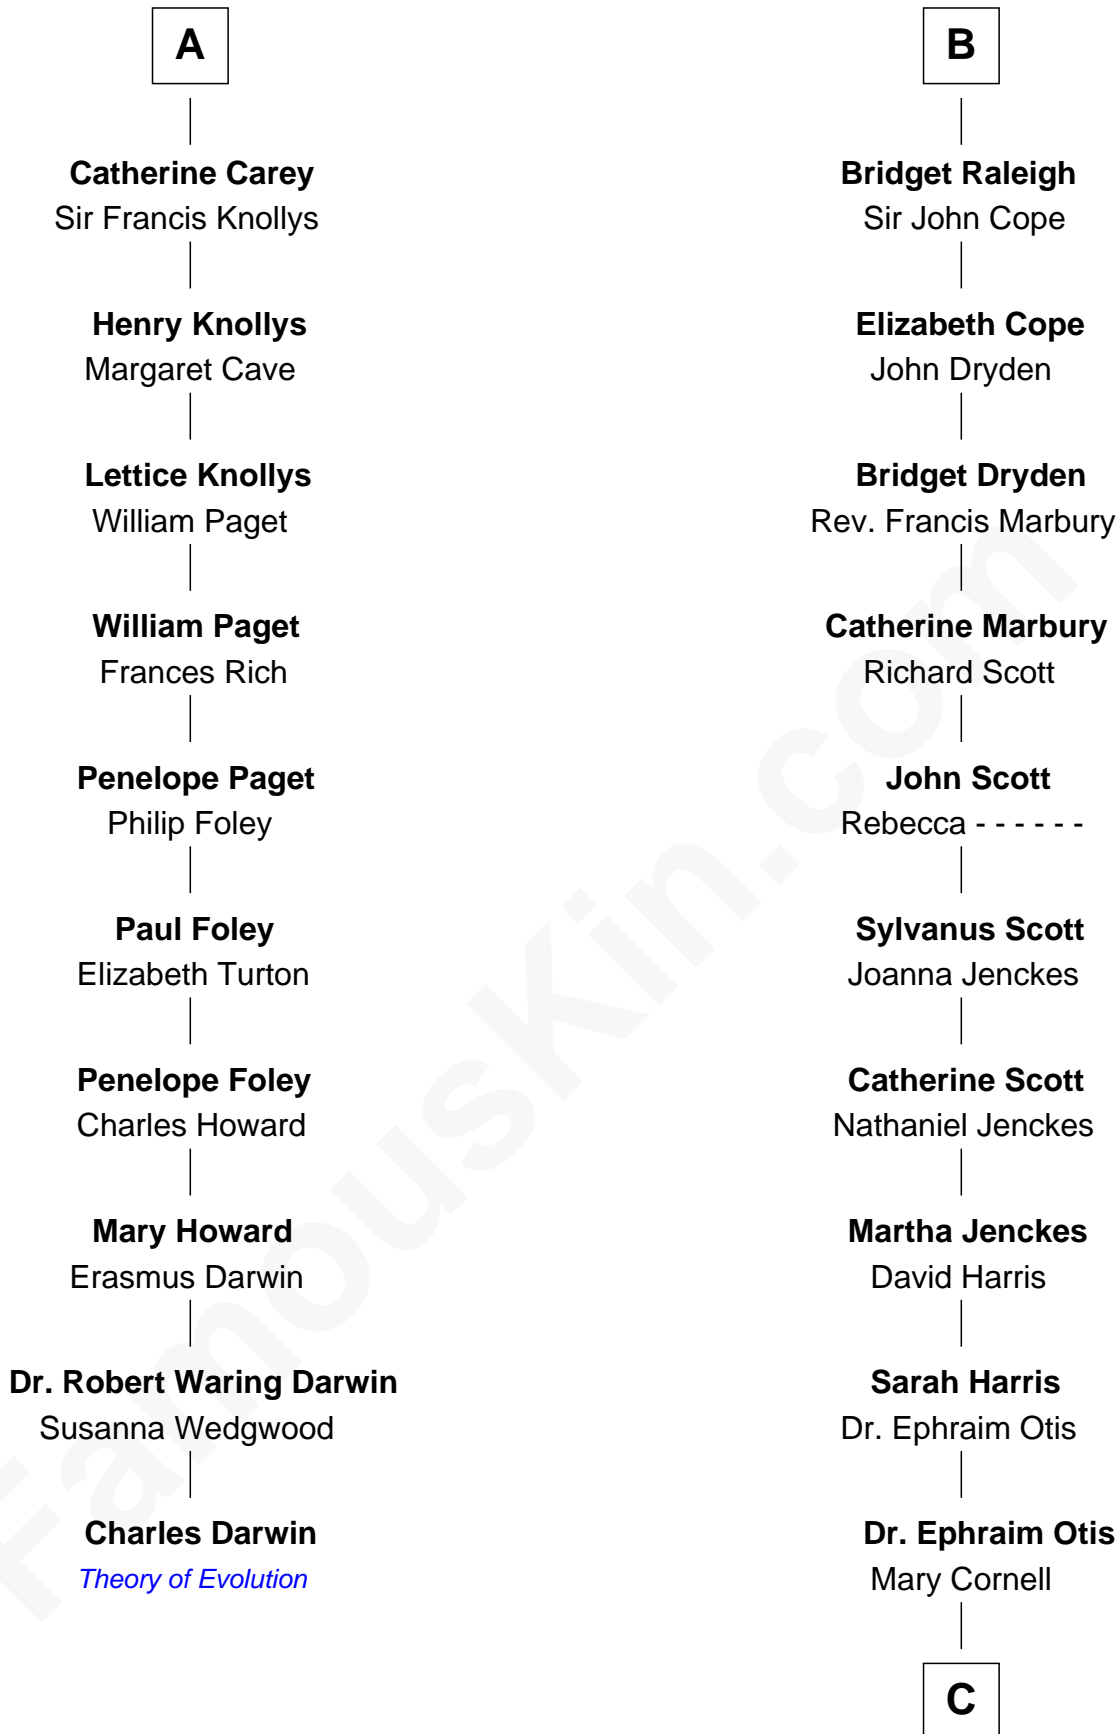 A
Catherine Carey
Sir Francis Knollys
Henry Knollys
Margaret Cave
Lettice Knollys
William Paget
William Paget
Frances Rich
Penelope Paget
Philip Foley
Paul Foley
Elizabeth Turton
Penelope Foley
Charles Howard
Mary Howard
Erasmus Darwin
Dr. Robert Waring Darwin
Susanna Wedgwood
Charles Darwin
Theory of Evolution
B
Bridget Raleigh
Sir John Cope
Elizabeth Cope
John Dryden
Bridget Dryden
Rev. Francis Marbury
Catherine Marbury
Richard Scott
John Scott
Rebecca - - - - - -
Sylvanus Scott
Joanna Jenckes
Catherine Scott
Nathaniel Jenckes
Martha Jenckes
David Harris
Sarah Harris
Dr. Ephraim Otis
Dr. Ephraim Otis
Mary Cornell
C
FamousKin.com